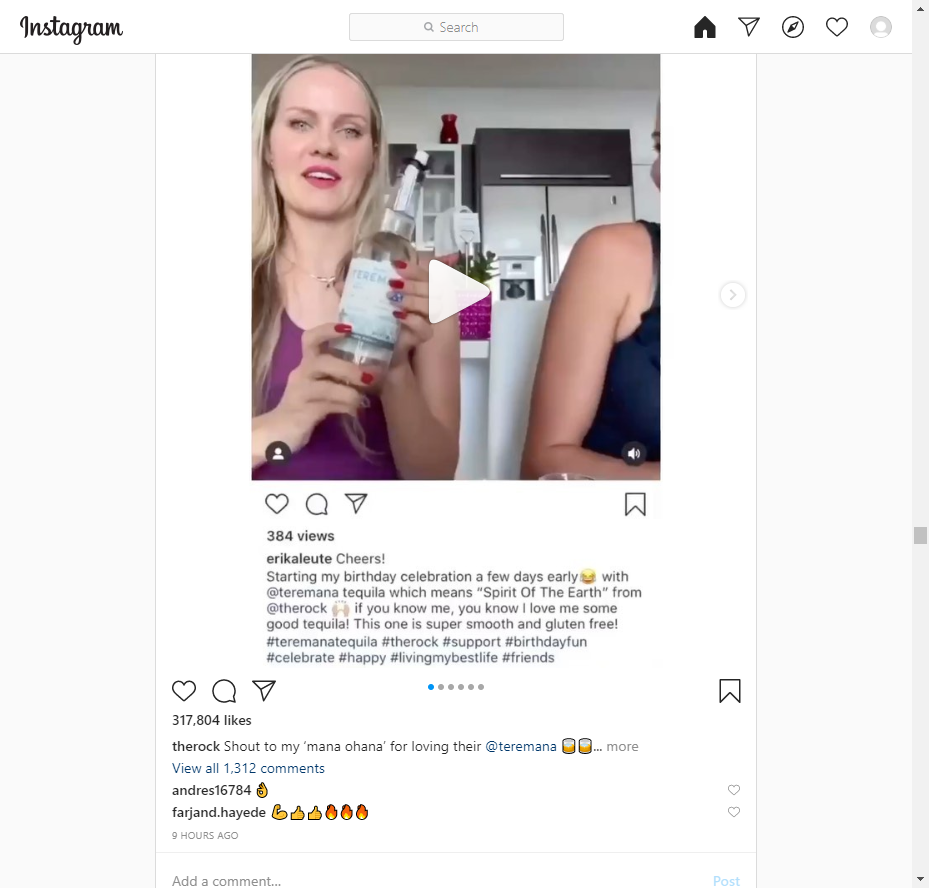 Instagram
Search
TEREMA
384 views
erikaleute Cheers!
Starting my birthday celebration a few days early😂 with
@teremana tequila which means “Spirit Of The Earth” from
@therock 🙌🏻 if you know me, you know I love me some
good tequila! This one is super smooth and gluten free!
#teremanatequila #therock #support #birthdayfun
#celebrate #happy #livingmybestlife #friends
317,804 likes
therock Shout to my ‘mana ohana’ for loving their @teremana 🥃🥃... more
View all 1,312 comments
andres16784 👌
farjand.hayede 💪👍👍🔥🔥🔥
9 HOURS AGO
Add a comment... Post